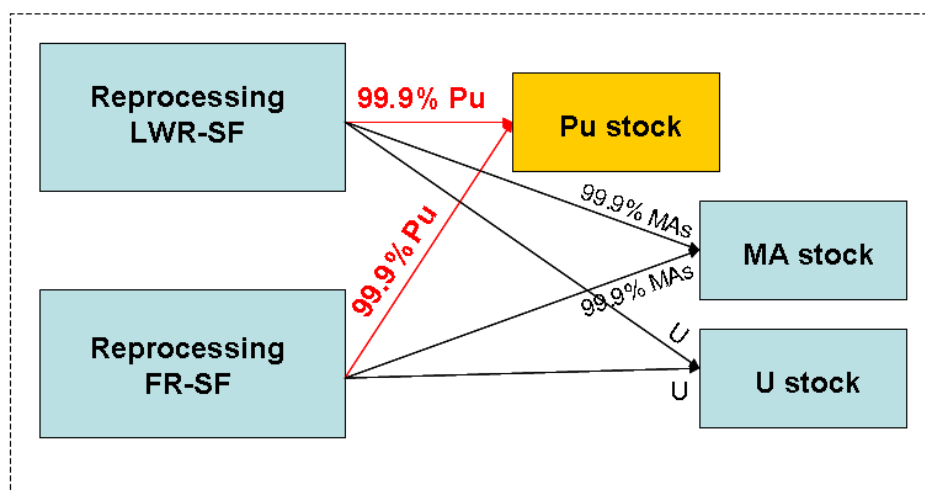 Reprocessing
LWR-SF
99.9% Pu
Pu stock
99.9% MAs
MA stock
99.9% Pu
99.9% MAs
Reprocessing
FR-SF
U
U
U stock